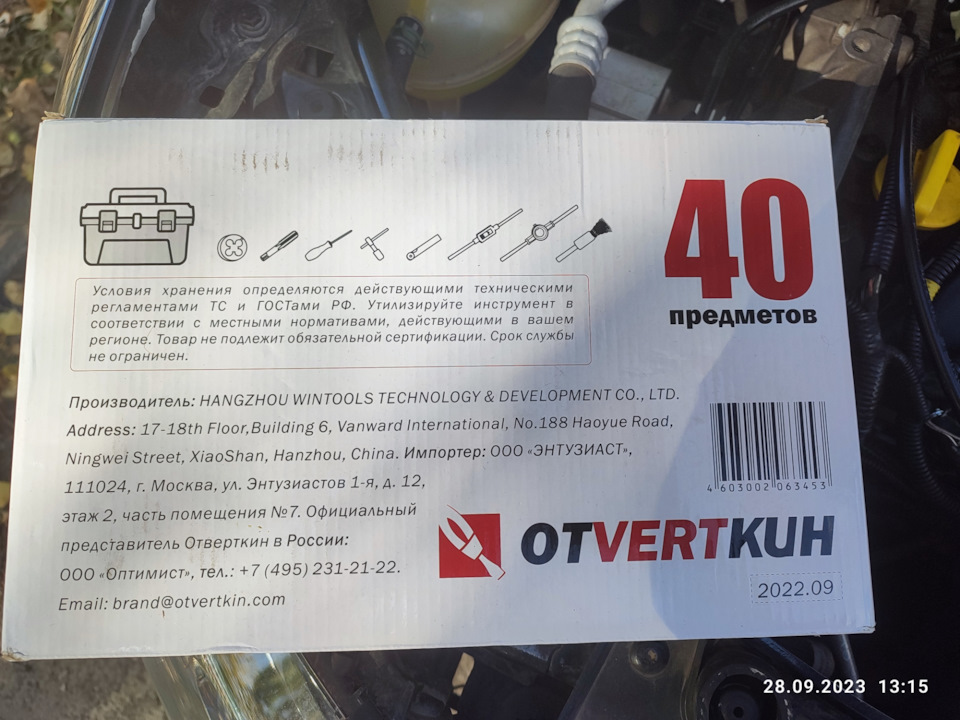 40
предметов
Условия хранения определяются действующими техническими
регламентами ТС и ГОСТами РФ. Утилизируйте инструмент в
соответствии с местными нормативами, действующими в вашем
регионе. Товар не подлежит обязательной сертификации. Срок службы
не ограничен.
Производитель: HANGZHOU WINTOOLS TECHNOLOGY & DEVELOPMENT CO., LTD.
Address: 17-18th Floor,Building 6, Vanward International, No.188 Haoyue Road,
Ningwei Street, XiaoShan, Hanzhou, China. Импортер: ООО «ЭНТУЗИАСТ»,
111024, г. Москва, ул. Энтузиастов 1-я, д. 12,
этаж 2, часть помещения №7. Официальный
представитель Отверткин в России:
ООО «Оптимист», тел.: +7 (495) 231-21-22.
Email: brand@otvertkin.com
4 603002 063453
OTVERTKИН
2022.09
28.09.2023 13:15